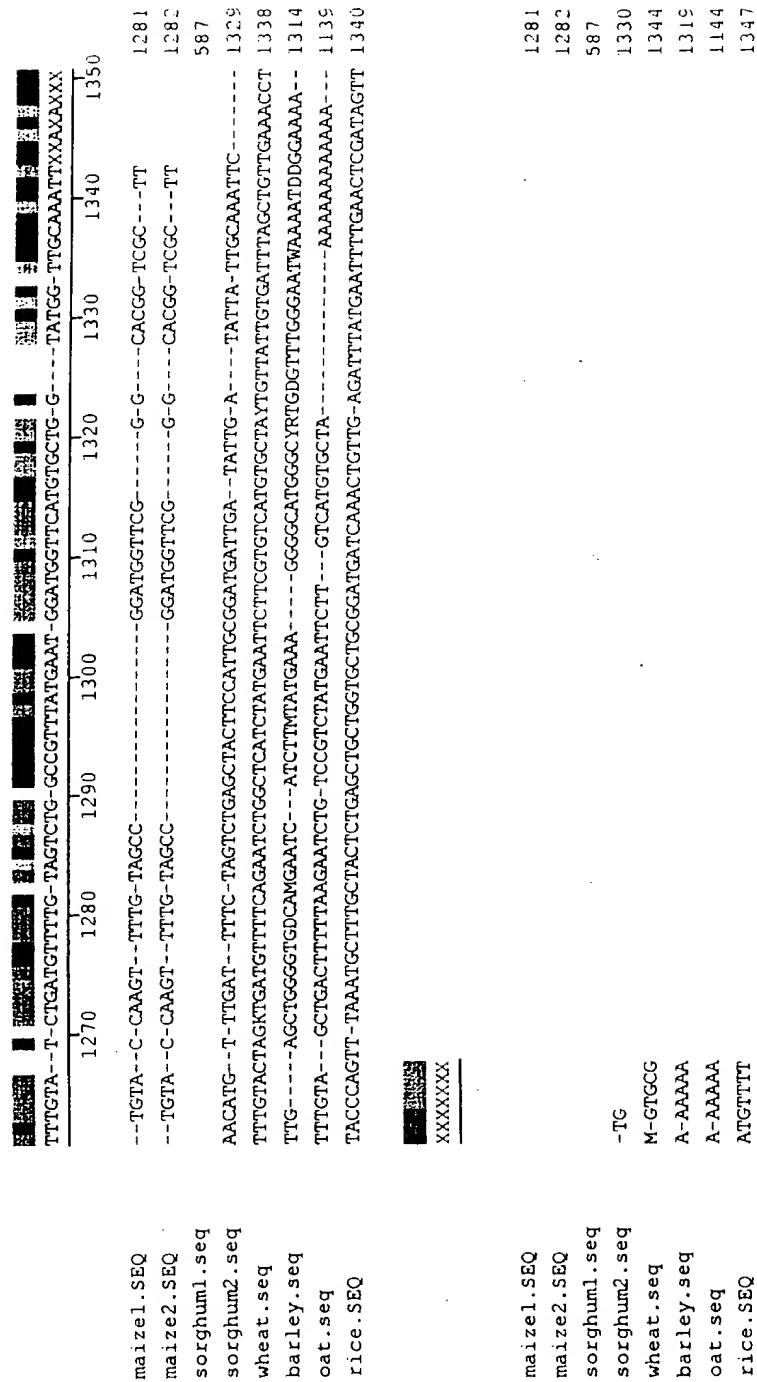 TTTGTA--T-CTGATGTTTTG-TAGTCTG-GCCGTTTATGAAT-GGATGGTTCATGTGCTG-G----TATGG-TTGCAAATTXXAXAXXX
1270 1280 1290 1300 1310 1320 1330 1340 1350
maize1.SEQ --TGTA--C-CAAGT--TTTG-TAGCC-----------------GGATGGTTCG------G-G----CACGG-TCGC---TT 1281
maize2.SEQ --TGTA--C-CAAGT--TTTG-TAGCC-----------------GGATGGTTCG------G-G----CACGG-TCGC---TT 1282
sorghum1.seq 587
sorghum2.seq AACATG--T-TTGAT--TTTC-TAGTCTGAGCTACTTCCATTGCGGATGATTGA--TATTG-A----TATTA-TTGCAAATTC------- 1329
wheat.seq TTTGTACTAGKTGATGTTTTCAGAATCTGGCTCATCTATGAATTCTTCGTGTCATGTGCTAYTGTTATTGTGATTTAGCTGTTGAAACCT 1338
barley.seq TTG-----AGCTGGGGTGDCAMGAATC---ATCTTMTATGAAA-----GGGGCATGGGCYRTGDGTTTGGGAATWAAAATDDGGAAAA-- 1314
oat.seq TTTGTA---GCTGACTTTTTAAGAATCTG-TCCGTCTATGAATTCTT---GTCATGTGCTA--------------AAAAAAAAAAAA--- 1139
rice.SEQ TACCCAGTT-TAAATGCTTTGCTACTCTGAGCTGCTGGTGCTGCGGATGATCAAACTGTTG-AGATTTATGAATTTTGAACTCGATAGTT 1340
XXXXXXX
maize1.SEQ 1281
maize2.SEQ 1282
sorghum1.seq 587
sorghum2.seq -TG 1330
wheat.seq M-GTGCG 1344
barley.seq A-AAAAA 1319
oat.seq A-AAAAA 1144
rice.SEQ ATGTTTT 1347